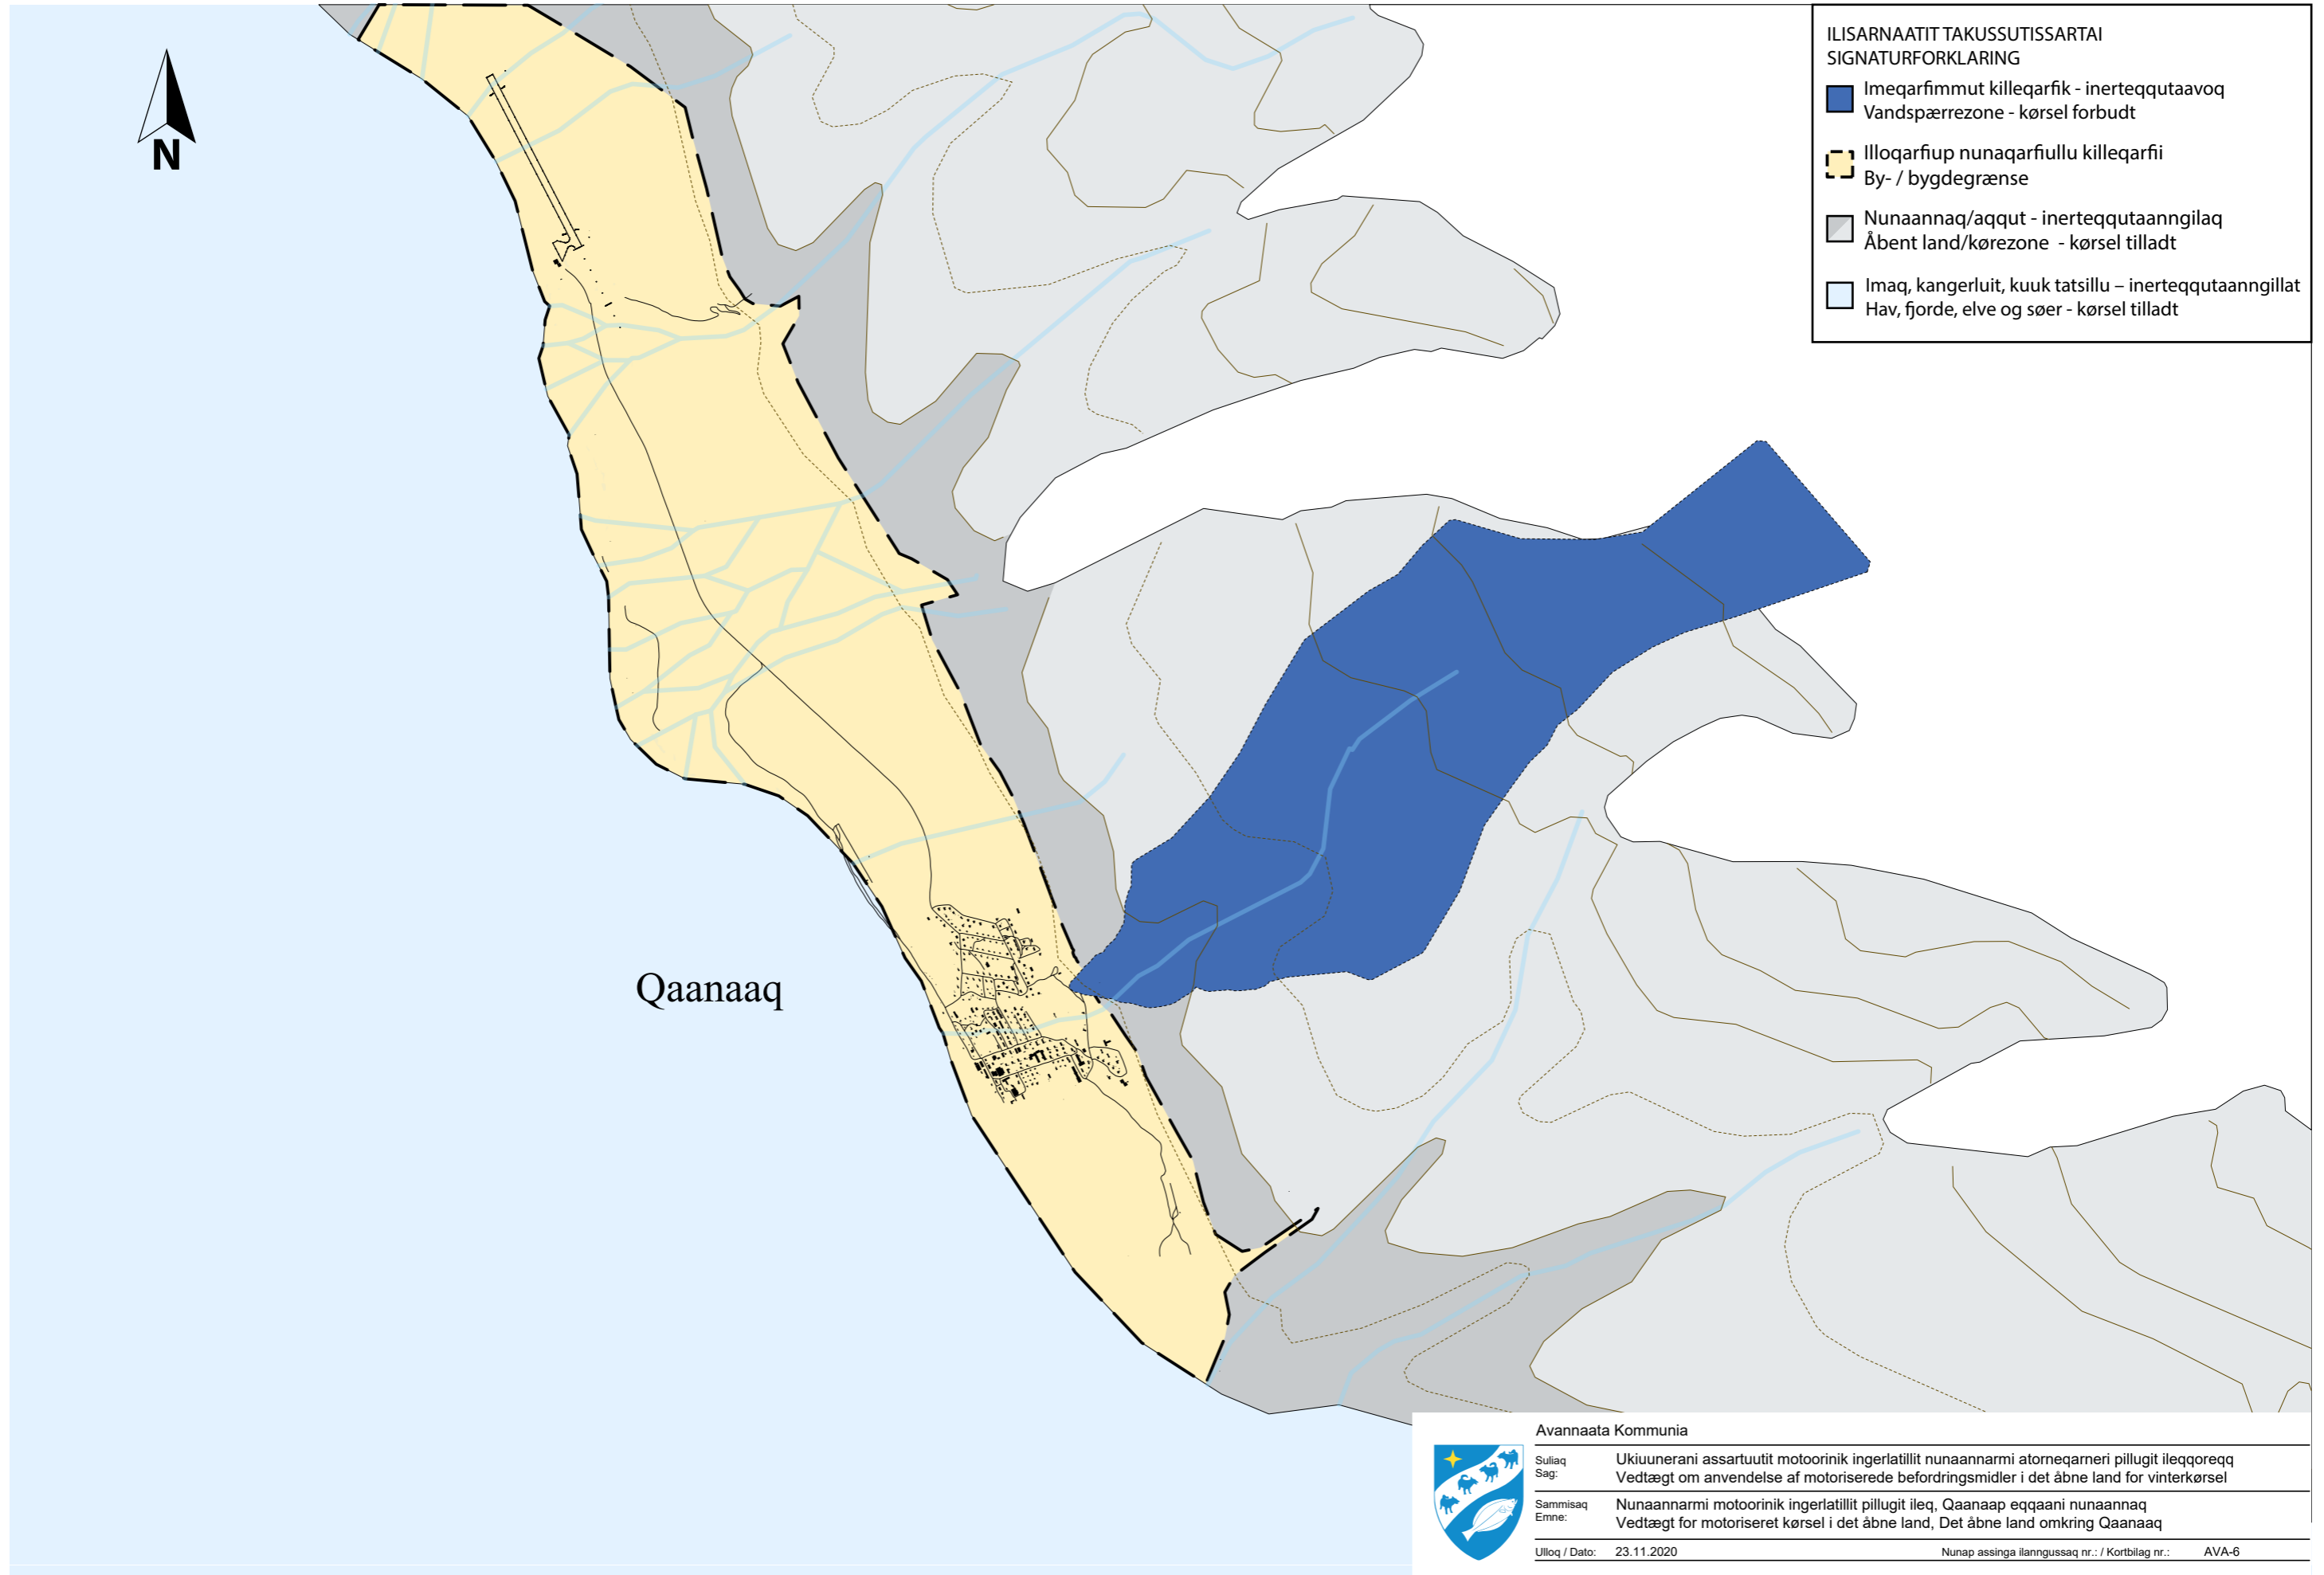 N
ILISARNAATIT TAKUSSUTISSARTAI
SIGNATURFORKLARING
Imeqarfimmut killeqarfik - inerteqqutaavoq
Vandspærrezone - kørsel forbudt
Illoqarfiup nunaqarfiullu killeqarfii
By- / bygdegrænse
Nunaannaq/aqqut - inerteqqutaanngilaq
Åbent land/kørezone - kørsel tilladt
Imaq, kangerluit, kuuk tatsillu – inerteqqutaanngillat
Hav, fjorde, elve og søer - kørsel tilladt
Qaanaaq
Avannaata Kommunia
Suliaq
Sag:
Ukiuunerani assartuutit motoorinik ingerlatillit nunaannarmi atorneqarneri pillugit ileqqoreqq
Vedtægt om anvendelse af motoriserede befordringsmidler i det åbne land for vinterkørsel
Sammisaq
Emne:
Nunaannarmi motoorinik ingerlatillit pillugit ileq, Qaanaap eqqaani nunaannaq
Vedtægt for motoriseret kørsel i det åbne land, Det åbne land omkring Qaanaaq
Ulloq / Dato: 23.11.2020 Nunap assinga ilanngussaq nr.: / Kortbilag nr.: AVA-6